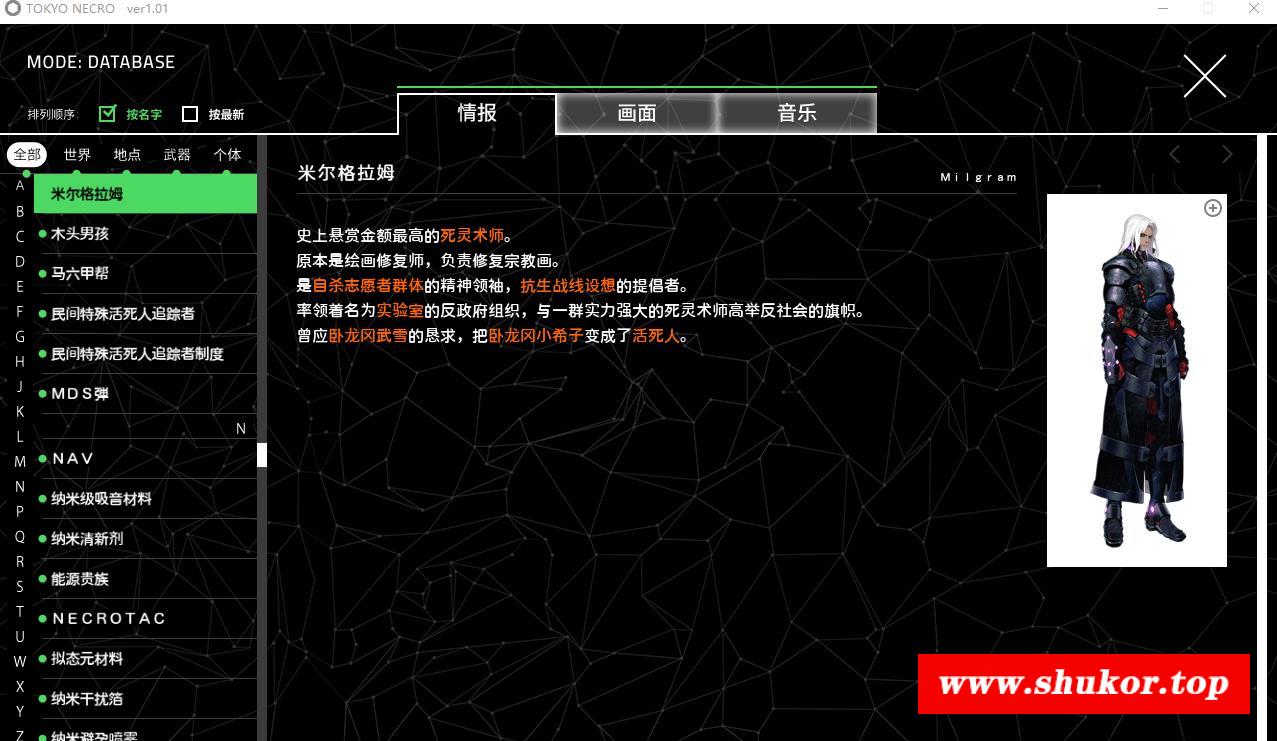 TOKYO NECRO ver1.01
MODE: DATABASE
排列顺序: 按名字 按最新
情报 画面 音乐
全部 世界 地点 武器 个体
A
B
C
D
E
F
G
H
J
K
L
M
N
P
Q
R
S
T
U
W
X
Y
Z
米尔格拉姆
木头男孩
马六甲帮
民间特殊活死人追踪者
民间特殊活死人追踪者制度
MDS弹
N
NAV
纳米级吸音材料
纳米清新剂
能源贵族
NECROTAC
拟态元材料
纳米干扰箔
纳米避孕喷雾
米尔格拉姆
Milgram
史上悬赏金额最高的死灵术师。
原本是绘画修复师，负责修复宗教画。
是自杀志愿者群体的精神领袖，抗生战线设想的提倡者。
率领着名为实验室的反政府组织，与一群实力强大的死灵术师高举反社会的旗帜。
曾应卧龙冈武雪的恳求，把卧龙冈小希子变成了活死人。
www.shukor.top